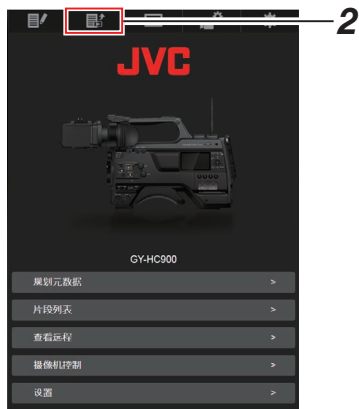 2
JVC
GY-HC900
规划元数据 >
片段列表 >
查看远程 >
摄像机控制 >
设置 >